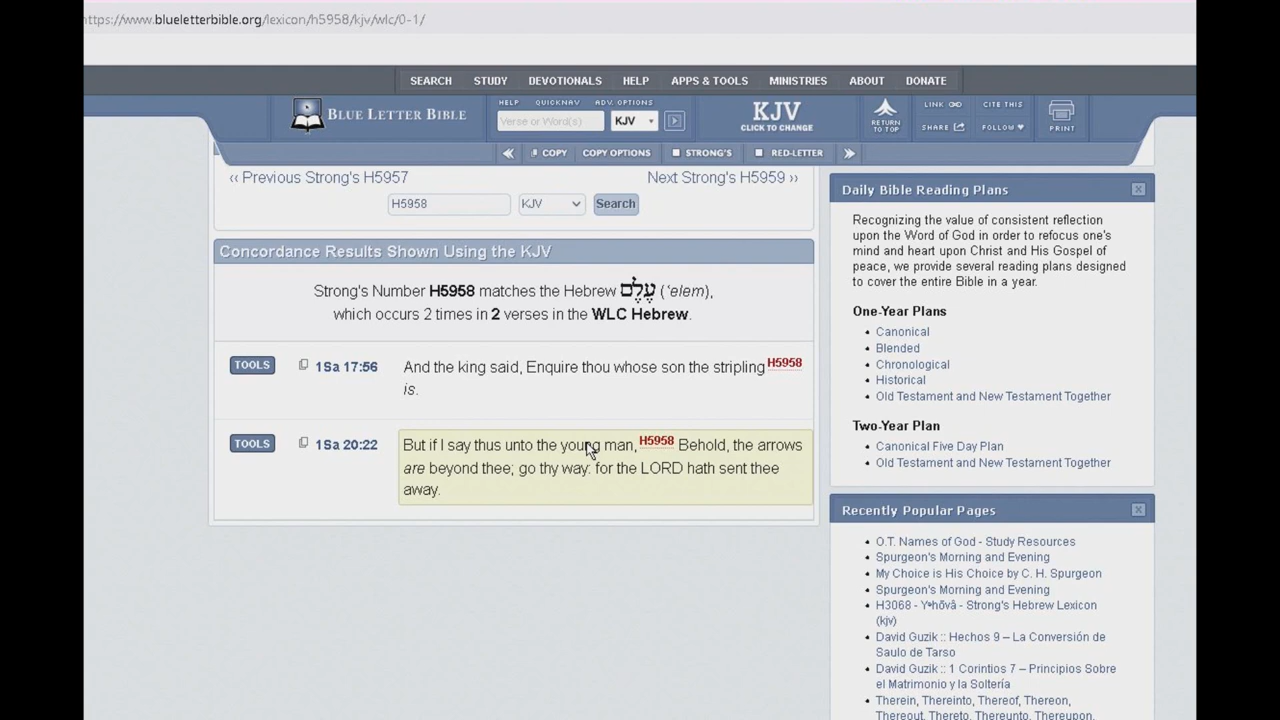 https://www.blueletterbible.org/lexicon/h5958/kjv/wlc/0-1/
SEARCH STUDY DEVOTIONALS HELP APPS & TOOLS MINISTRIES ABOUT DONATE
BLUE LETTER BIBLE
HELP QUICKNAV ADV. OPTIONS
Verse or Word(s) KJV
KJV
CLICK TO CHANGE
RETURN
TO TOP
LINK CITE THIS
SHARE FOLLOW
PRINT
COPY COPY OPTIONS STRONG'S RED-LETTER
‹‹ Previous Strong's H5957 Next Strong's H5959 ››
H5958 KJV Search
Concordance Results Shown Using the KJV
Strong's Number H5958 matches the Hebrew עֶלֶם (ʻelem),
which occurs 2 times in 2 verses in the WLC Hebrew.
TOOLS 1Sa 17:56 And the king said, Enquire thou whose son the stripling H5958
is.
TOOLS 1Sa 20:22 But if I say thus unto the young man, H5958 Behold, the arrows
are beyond thee; go thy way: for the LORD hath sent thee
away.
Daily Bible Reading Plans
Recognizing the value of consistent reflection
upon the Word of God in order to refocus one's
mind and heart upon Christ and His Gospel of
peace, we provide several reading plans designed
to cover the entire Bible in a year.
One-Year Plans
Canonical
Blended
Chronological
Historical
Old Testament and New Testament Together
Two-Year Plan
Canonical Five Day Plan
Old Testament and New Testament Together
Recently Popular Pages
O.T. Names of God - Study Resources
Spurgeon's Morning and Evening
My Choice is His Choice by C. H. Spurgeon
Spurgeon's Morning and Evening
H3068 - Yᵊhōvâ - Strong's Hebrew Lexicon
(kjv)
David Guzik :: Hechos 9 – La Conversión de
Saulo de Tarso
David Guzik :: 1 Corintios 7 – Principios Sobre
el Matrimonio y la Soltería
Therein, Thereinto, Thereof, Thereon,
Thereout, Thereto, Thereunto, Thereupon,